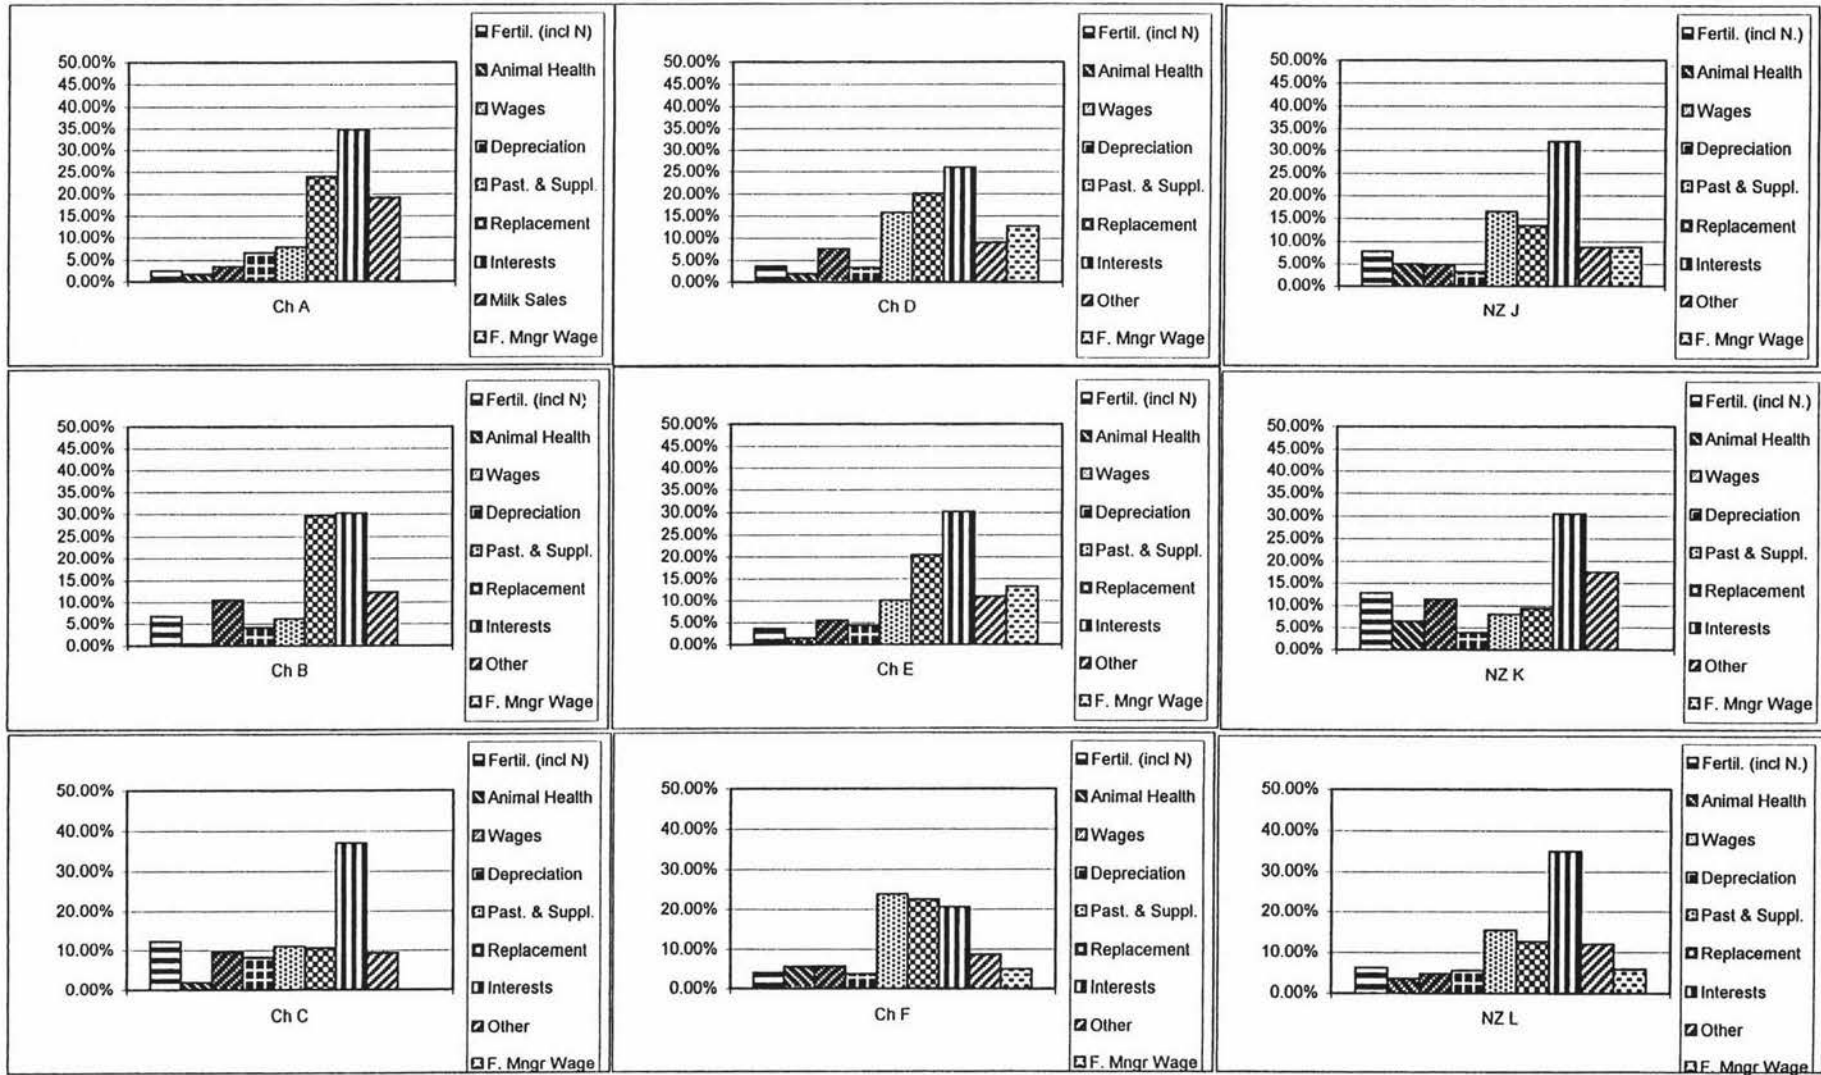 50.00%
45.00%
40.00%
35.00%
30.00%
25.00%
20.00%
15.00%
10.00%
5.00%
0.00%
Ch A
Fertil. (incl N)
Animal Health
Wages
Depreciation
Past. & Suppl.
Replacement
Interests
Milk Sales
F. Mngr Wage
50.00%
45.00%
40.00%
35.00%
30.00%
25.00%
20.00%
15.00%
10.00%
5.00%
0.00%
Ch D
Fertil. (incl N)
Animal Health
Wages
Depreciation
Past. & Suppl.
Replacement
Interests
Other
F. Mngr Wage
50.00%
45.00%
40.00%
35.00%
30.00%
25.00%
20.00%
15.00%
10.00%
5.00%
0.00%
NZ J
Fertil. (incl N.)
Animal Health
Wages
Depreciation
Past & Suppl.
Replacement
Interests
Other
F. Mngr Wage
50.00%
45.00%
40.00%
35.00%
30.00%
25.00%
20.00%
15.00%
10.00%
5.00%
0.00%
Ch B
Fertil. (incl N)
Animal Health
Wages
Depreciation
Past. & Suppl.
Replacement
Interests
Other
F. Mngr Wage
50.00%
45.00%
40.00%
35.00%
30.00%
25.00%
20.00%
15.00%
10.00%
5.00%
0.00%
Ch E
Fertil. (incl N)
Animal Health
Wages
Depreciation
Past. & Suppl.
Replacement
Interests
Other
F. Mngr Wage
50.00%
45.00%
40.00%
35.00%
30.00%
25.00%
20.00%
15.00%
10.00%
5.00%
0.00%
NZ K
Fertil. (incl N.)
Animal Health
Wages
Depreciation
Past & Suppl.
Replacement
Interests
Other
F. Mngr Wage
50.00%
40.00%
30.00%
20.00%
10.00%
0.00%
Ch C
Fertil. (incl N)
Animal Health
Wages
Depreciation
Past. & Suppl.
Replacement
Interests
Other
F. Mngr Wage
50.00%
40.00%
30.00%
20.00%
10.00%
0.00%
Ch F
Fertil. (incl N)
Animal Health
Wages
Depreciation
Past. & Suppl.
Replacement
Interests
Other
F. Mngr Wage
50.00%
40.00%
30.00%
20.00%
10.00%
0.00%
NZ L
Fertil. (incl N.)
Animal Health
Wages
Depreciation
Past & Suppl.
Replacement
Interests
Other
F. Mngr Wage